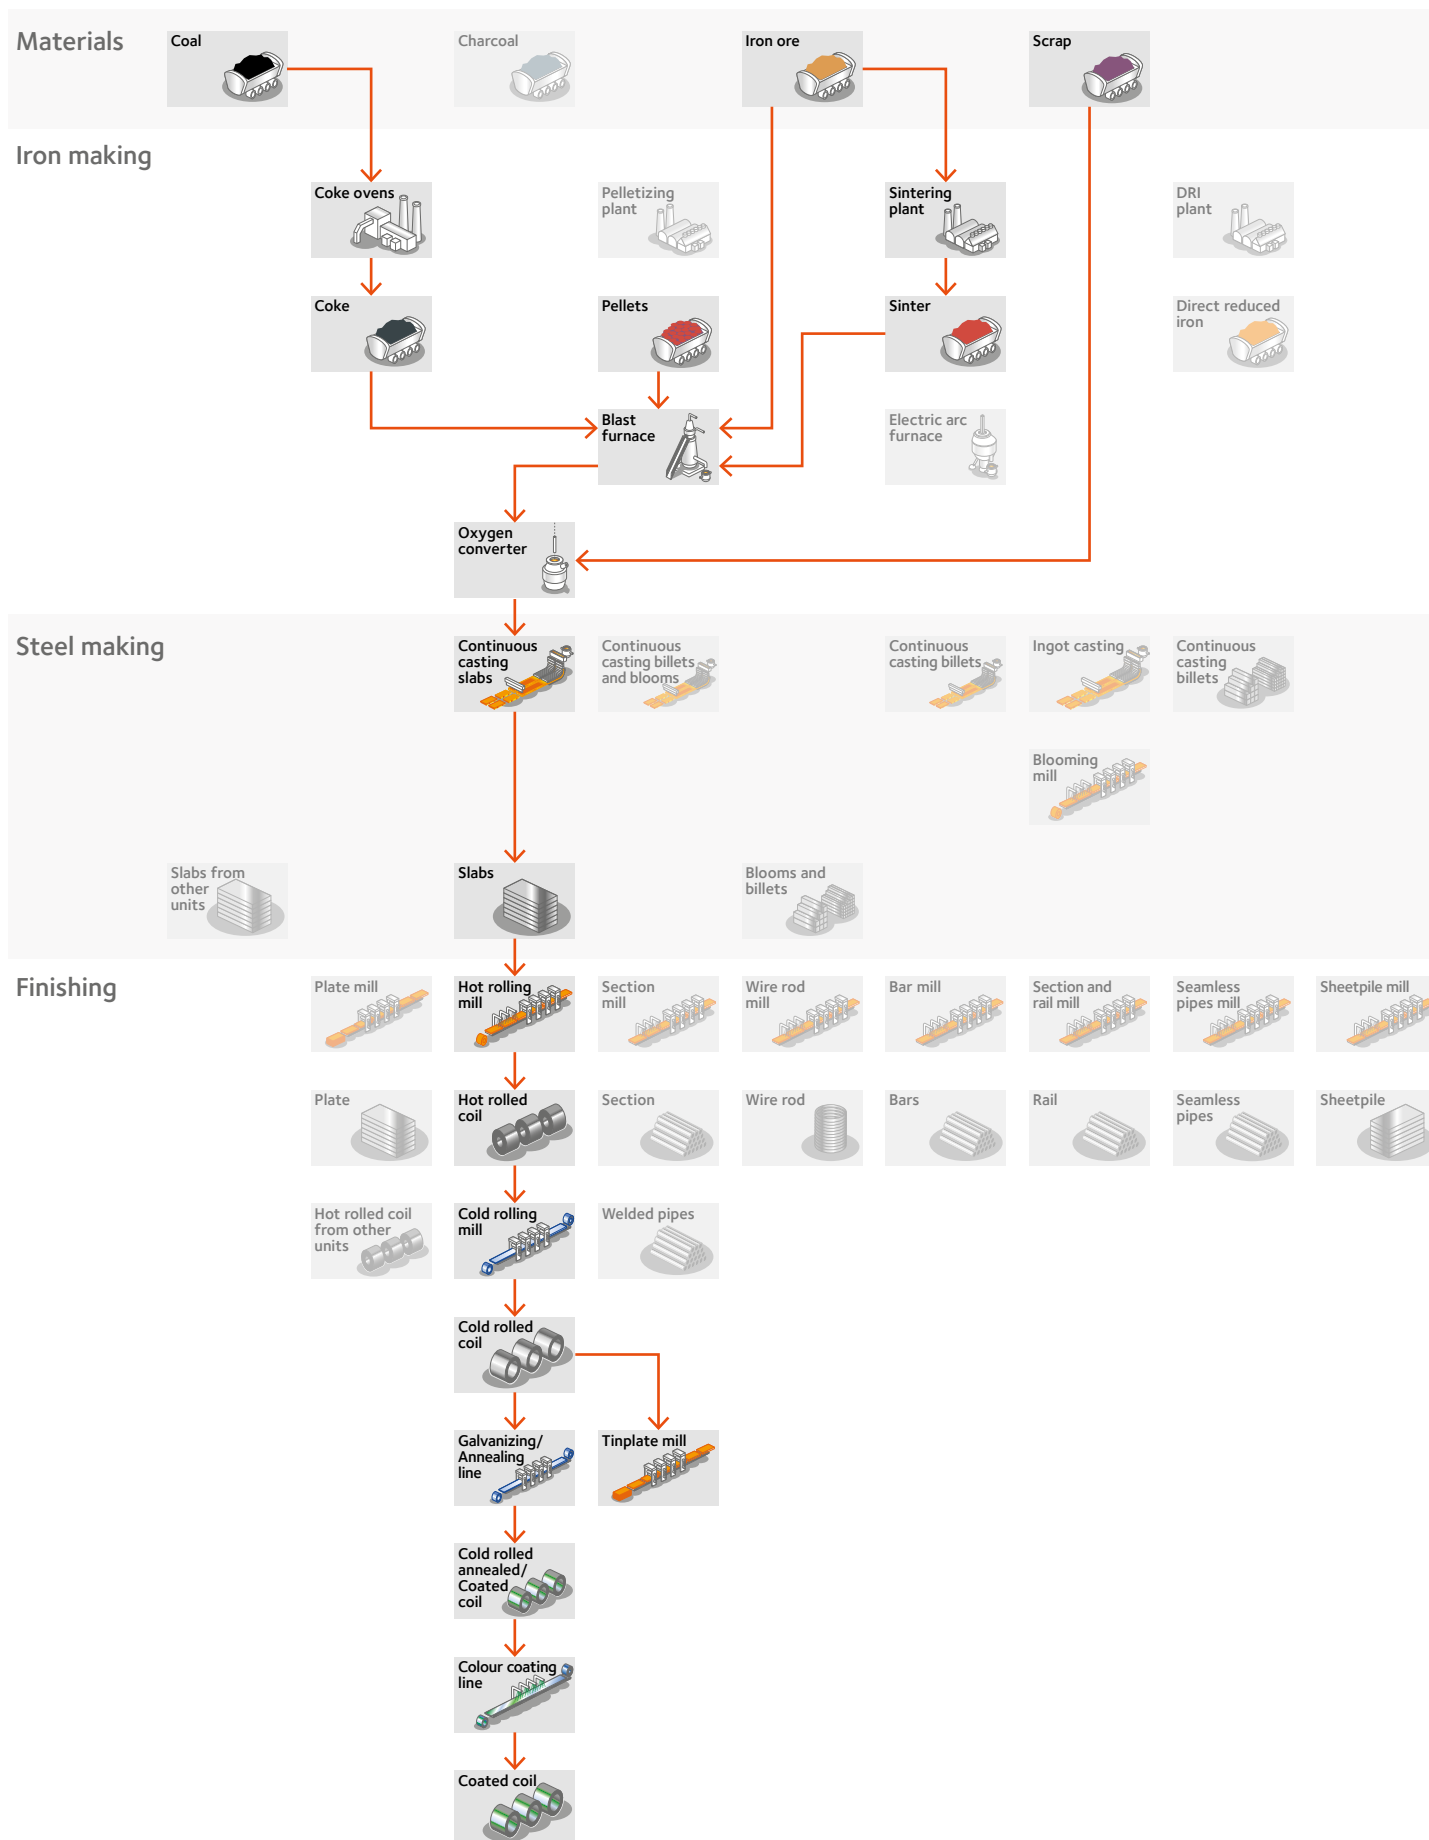 Materials
Coal
Charcoal
Iron ore
Scrap
Iron making
Coke ovens
Pelletizing
plant
Sintering
plant
DRI
plant
Coke
Pellets
Sinter
Direct reduced
iron
Blast
furnace
Electric arc
furnace
Oxygen
converter
Steel making
Continuous
casting
slabs
Continuous
casting billets
and blooms
Continuous
casting billets
Ingot casting
Continuous
casting
billets
Blooming
mill
Slabs from
other
units
Slabs
Blooms and
billets
Finishing
Plate mill
Hot rolling
mill
Section
mill
Wire rod
mill
Bar mill
Section and
rail mill
Seamless
pipes mill
Sheetpile mill
Plate
Hot rolled
coil
Section
Wire rod
Bars
Rail
Seamless
pipes
Sheetpile
Hot rolled coil
from other
units
Cold rolling
mill
Welded pipes
Cold rolled
coil
Galvanizing/
Annealing
line
Tinplate mill
Cold rolled
annealed/
Coated
coil
Colour coating
line
Coated coil